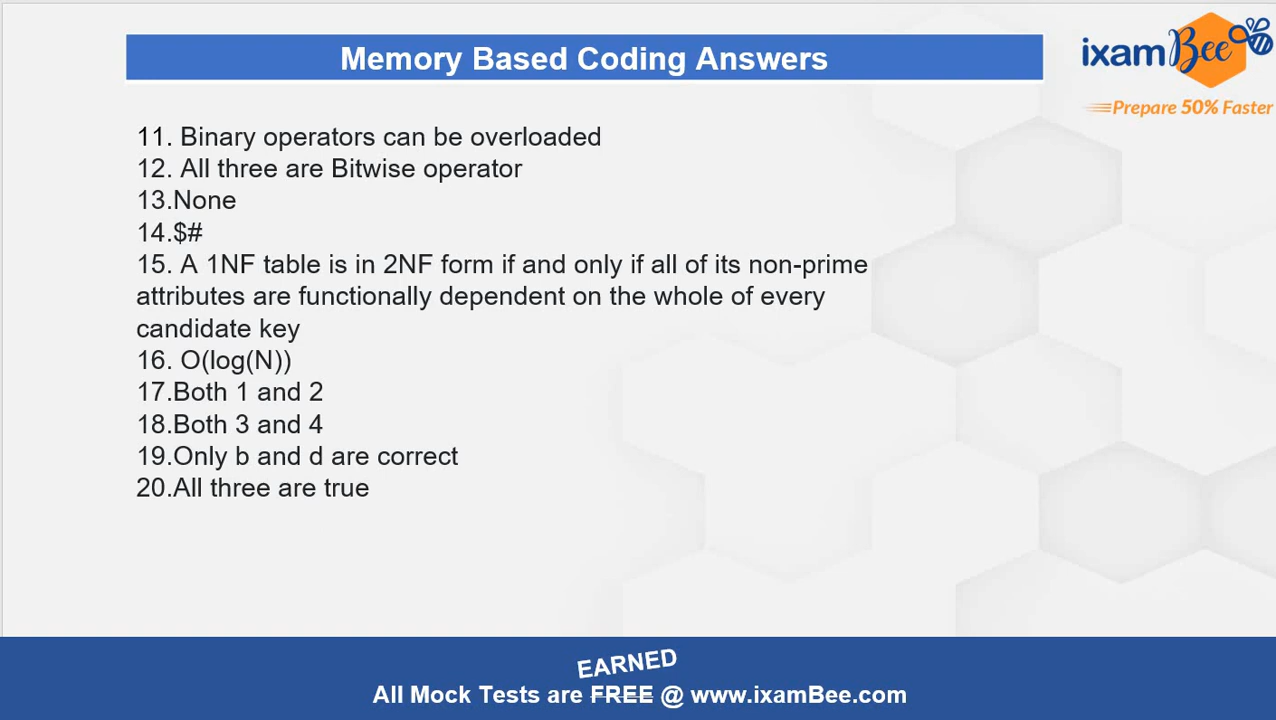 Memory Based Coding Answers
ixamBee
Prepare 50% Faster
11. Binary operators can be overloaded
12. All three are Bitwise operator
13.None
14.$#
15. A 1NF table is in 2NF form if and only if all of its non-prime
attributes are functionally dependent on the whole of every
candidate key
16. O(log(N))
17.Both 1 and 2
18.Both 3 and 4
19.Only b and d are correct
20.All three are true
EARNED
All Mock Tests are FREE @ www.ixamBee.com